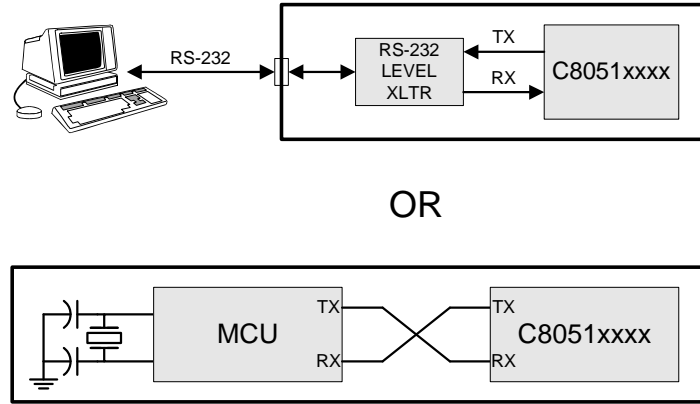 RS-232
RS-232
LEVEL
XLTR
TX
RX
C8051xxxx
OR
MCU
TX
RX
TX
RX
C8051xxxx